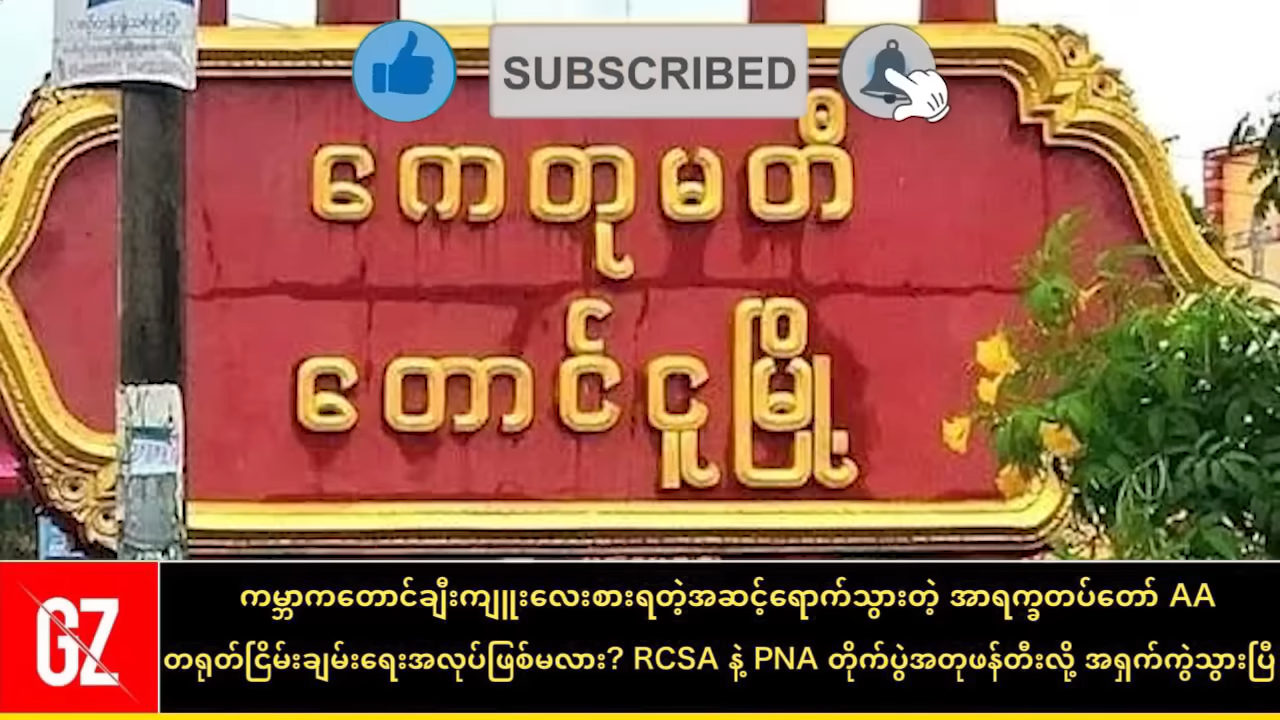 SUBSCRIBED
ကေတုမတီ
တောင်ငူမြို့
GZ
ကမ္ဘာကတောင်ချီးကျူးလေးစားရတဲ့အဆင့်ရောက်သွားတဲ့ အာရက္ခတပ်တော် AA
တရုတ်ငြိမ်းချမ်းရေးအလုပ်ဖြစ်မလား? RCSA နဲ့ PNA တိုက်ပွဲအတုဖန်တီးလို့ အရှက်ကွဲသွားပြီ